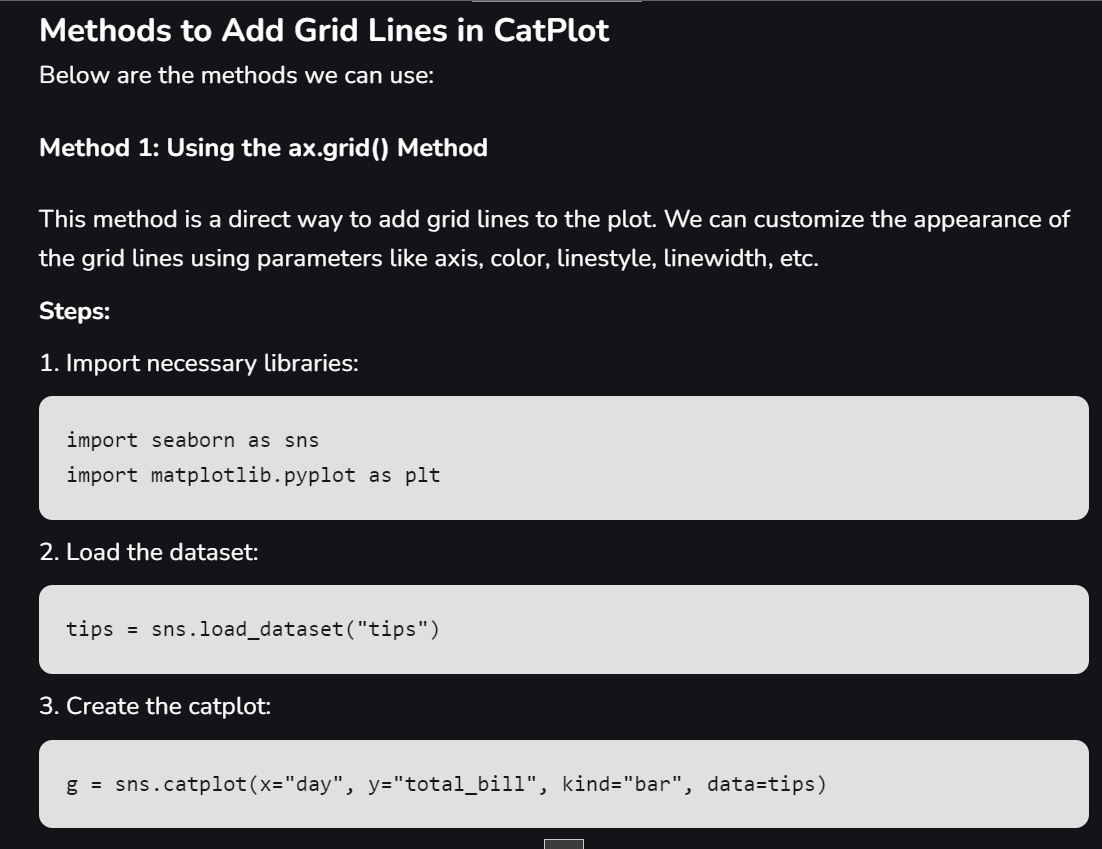 Methods to Add Grid Lines in CatPlot
Below are the methods we can use:
Method 1: Using the ax.grid() Method
This method is a direct way to add grid lines to the plot. We can customize the appearance of
the grid lines using parameters like axis, color, linestyle, linewidth, etc.
Steps:
1. Import necessary libraries:
import seaborn as sns
import matplotlib.pyplot as plt
2. Load the dataset:
tips = sns.load_dataset("tips")
3. Create the catplot:
g = sns.catplot(x="day", y="total_bill", kind="bar", data=tips)